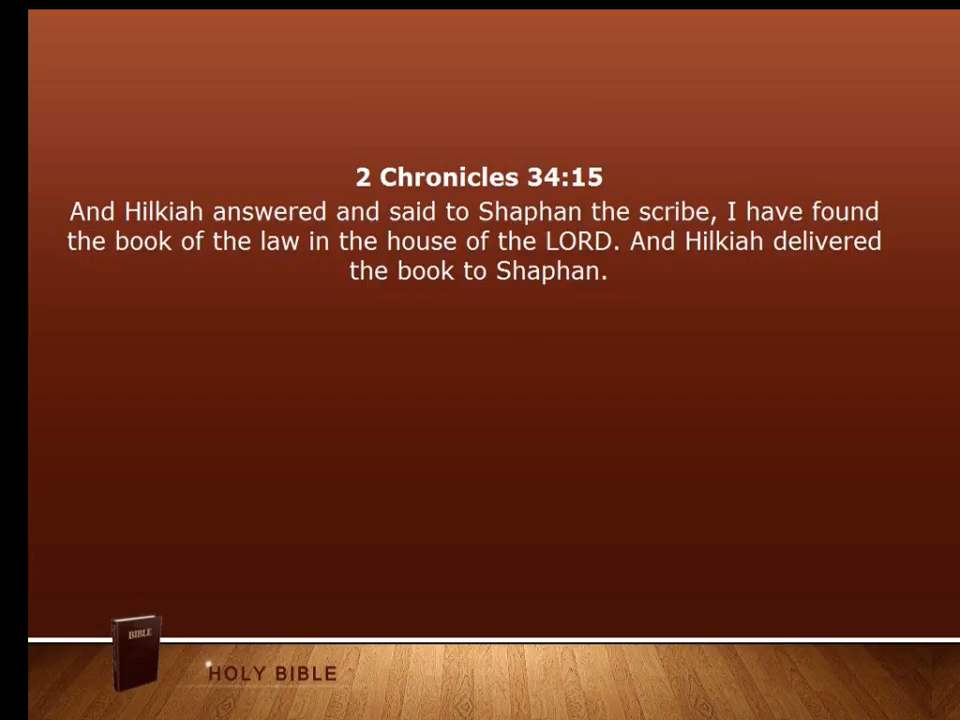 2 Chronicles 34:15
And Hilkiah answered and said to Shaphan the scribe, I have found
the book of the law in the house of the LORD. And Hilkiah delivered
the book to Shaphan.
BIBLE
HOLY BIBLE